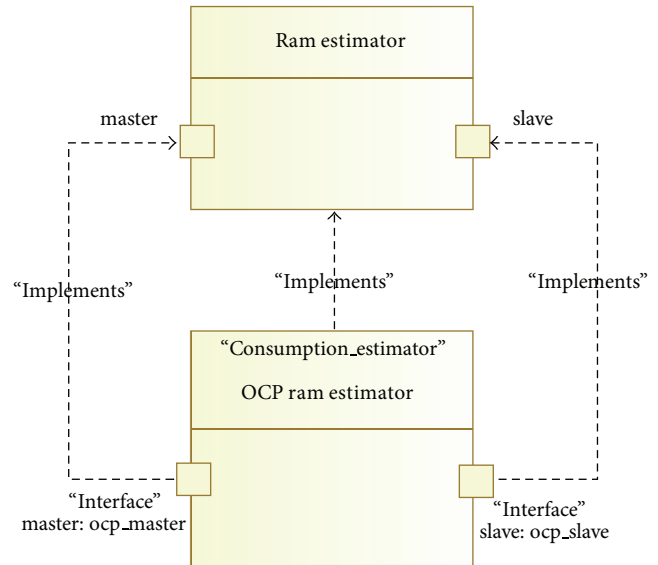 Ram estimator
master
slave
“Implements”
“Implements”
“Implements”
“Consumption_estimator”
OCP ram estimator
“Interface”
master: ocp_master
“Interface”
slave: ocp_slave